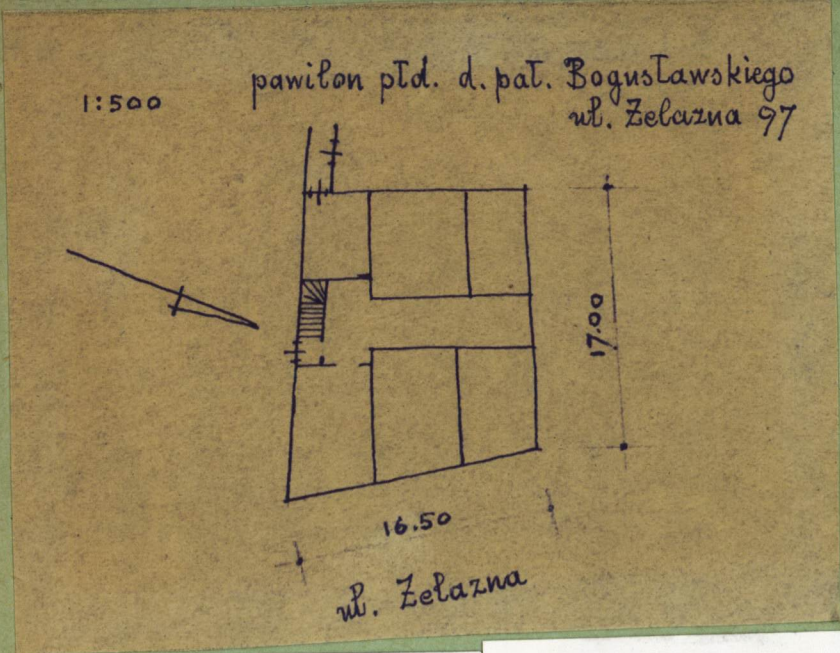 1:500
pawilon płd. d. pał. Bogusławskiego
ul. Żelazna 97
17.00
16.50
ul. Żelazna